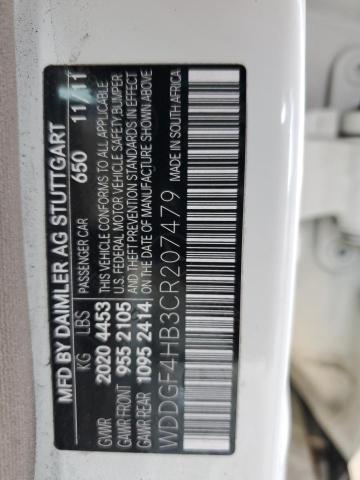 MFD BY DAIMLER AG STUTTGART
KG LBS PASSENGER CAR 650 11/11
GVWR 2020 4453 THIS VEHICLE CONFORMS TO ALL APPLICABLE
U.S. FEDERAL MOTOR VEHICLE SAFETY, BUMPER
GAWR FRONT 955 2105 AND THEFT PREVENTION STANDARDS IN EFFECT
GAWR REAR 1095 2414 ON THE DATE OF MANUFACTURE SHOWN ABOVE
WDDGF4HB3CR207479 MADE IN SOUTH AFRICA